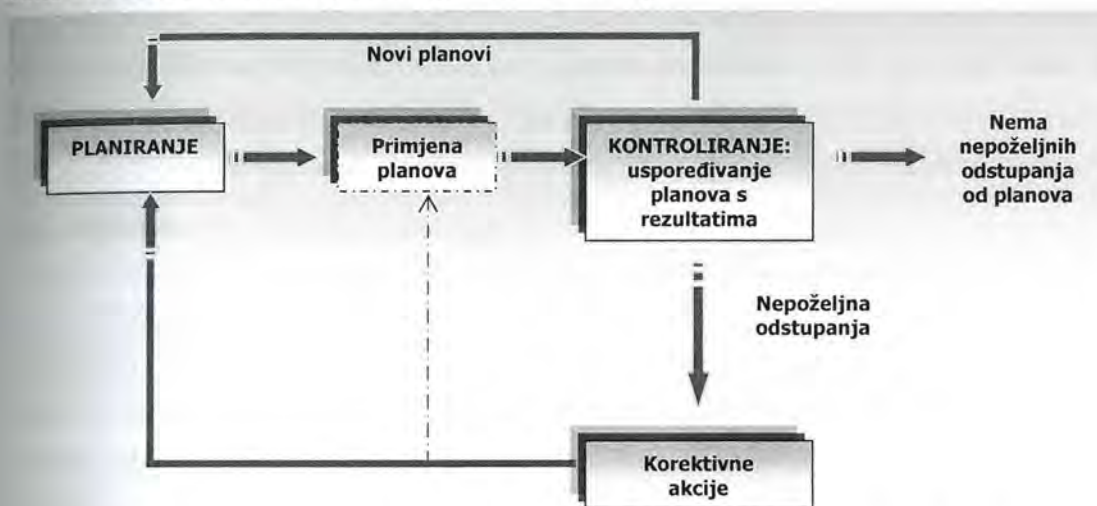 Novi planovi
PLANIRANJE
Primjena
planova
KONTROLIRANJE:
uspoređivanje
planova s
rezultatima
Nema
nepoželjnih
odstupanja
od planova
Nepoželjna
odstupanja
Korektivne
akcije